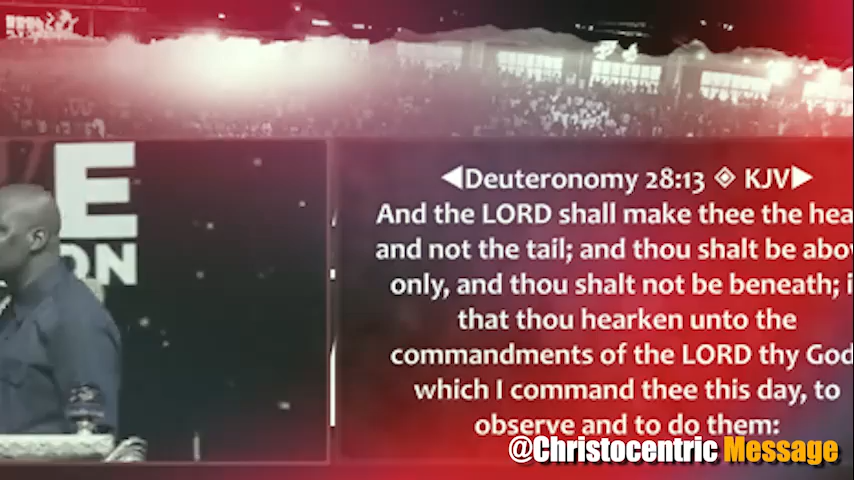 E
ON
◀Deuteronomy 28:13 ◈ KJV▶
And the LORD shall make thee the hea
and not the tail; and thou shalt be abov
only, and thou shalt not be beneath; i
that thou hearken unto the
commandments of the LORD thy God
which I command thee this day, to
observe and to do them:
@Christocentric Message